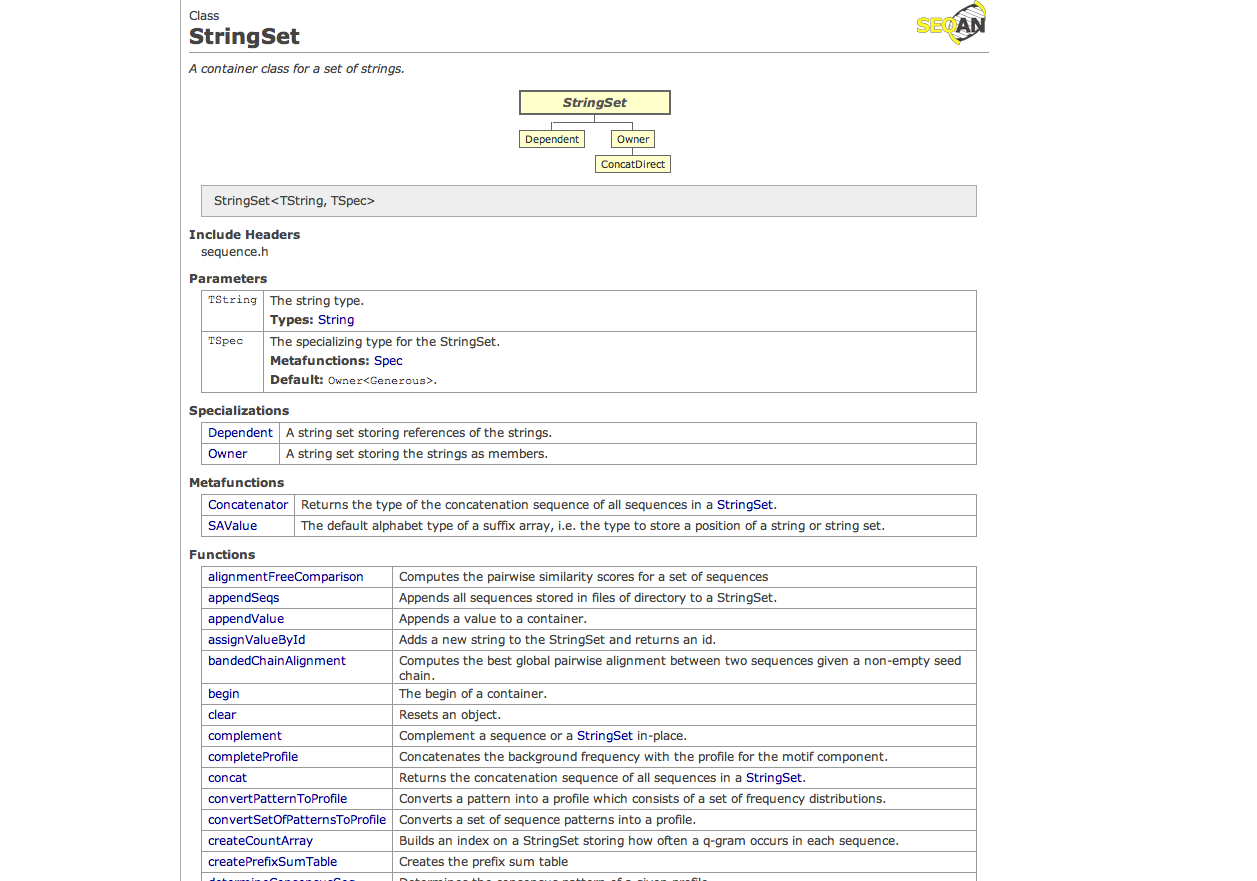 Class
StringSet
SEQAN
A container class for a set of strings.
StringSet
Dependent Owner
ConcatDirect
StringSet<TString, TSpec>
Include Headers
sequence.h
Parameters
TString The string type.
Types: String
TSpec The specializing type for the StringSet.
Metafunctions: Spec
Default: Owner<Generous>.
Specializations
Dependent A string set storing references of the strings.
Owner A string set storing the strings as members.
Metafunctions
Concatenator Returns the type of the concatenation sequence of all sequences in a StringSet.
SAValue The default alphabet type of a suffix array, i.e. the type to store a position of a string or string set.
Functions
alignmentFreeComparison Computes the pairwise similarity scores for a set of sequences
appendSeqs Appends all sequences stored in files of directory to a StringSet.
appendValue Appends a value to a container.
assignValueById Adds a new string to the StringSet and returns an id.
bandedChainAlignment Computes the best global pairwise alignment between two sequences given a non-empty seed
chain.
begin The begin of a container.
clear Resets an object.
complement Complement a sequence or a StringSet in-place.
completeProfile Concatenates the background frequency with the profile for the motif component.
concat Returns the concatenation sequence of all sequences in a StringSet.
convertPatternToProfile Converts a pattern into a profile which consists of a set of frequency distributions.
convertSetOfPatternsToProfile Converts a set of sequence patterns into a profile.
createCountArray Builds an index on a StringSet storing how often a q-gram occurs in each sequence.
createPrefixSumTable Creates the prefix sum table
determineConsensusSeq Determines the consensus pattern of a given profile.